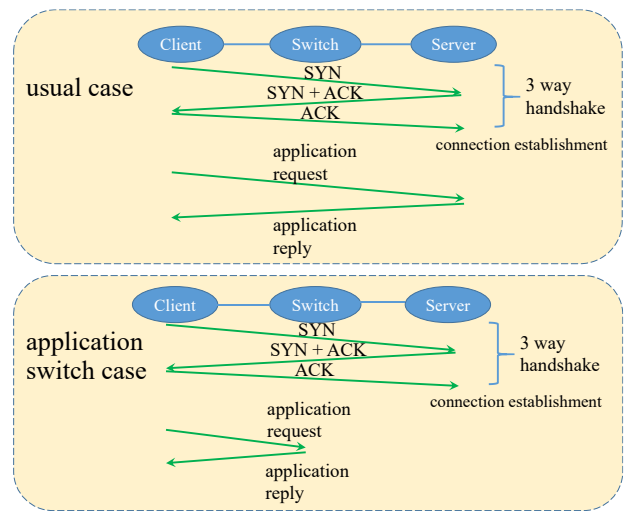 Client
Switch
Server
usual case
SYN
SYN + ACK
ACK
3 way
handshake
connection establishment
application
request
application
reply
Client
Switch
Server
application
switch case
SYN
SYN + ACK
ACK
3 way
handshake
connection establishment
application
request
application
reply